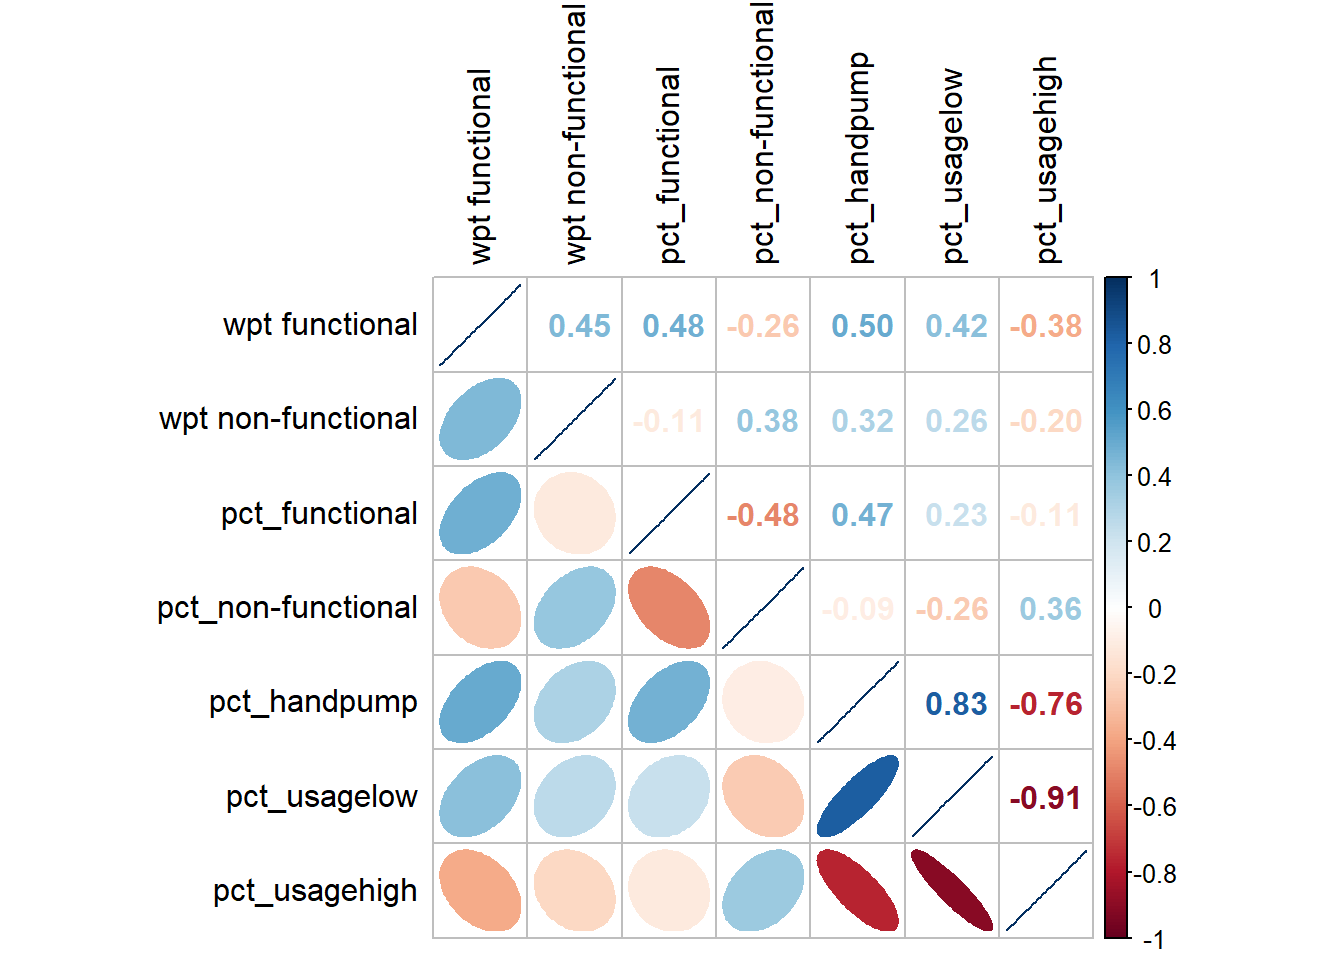 wpt functional
wpt non-functional
pct_functional
pct_non-functional
pct_handpump
pct_usagelow
pct_usagehigh
wpt functional 0.45 0.48 -0.26 0.50 0.42 -0.38
wpt non-functional -0.11 0.38 0.32 0.26 -0.20
pct_functional -0.48 0.47 0.23 -0.11
pct_non-functional -0.09 -0.26 0.36
pct_handpump 0.83 -0.76
pct_usagelow -0.91
pct_usagehigh
1
0.8
0.6
0.4
0.2
0
-0.2
-0.4
-0.6
-0.8
-1